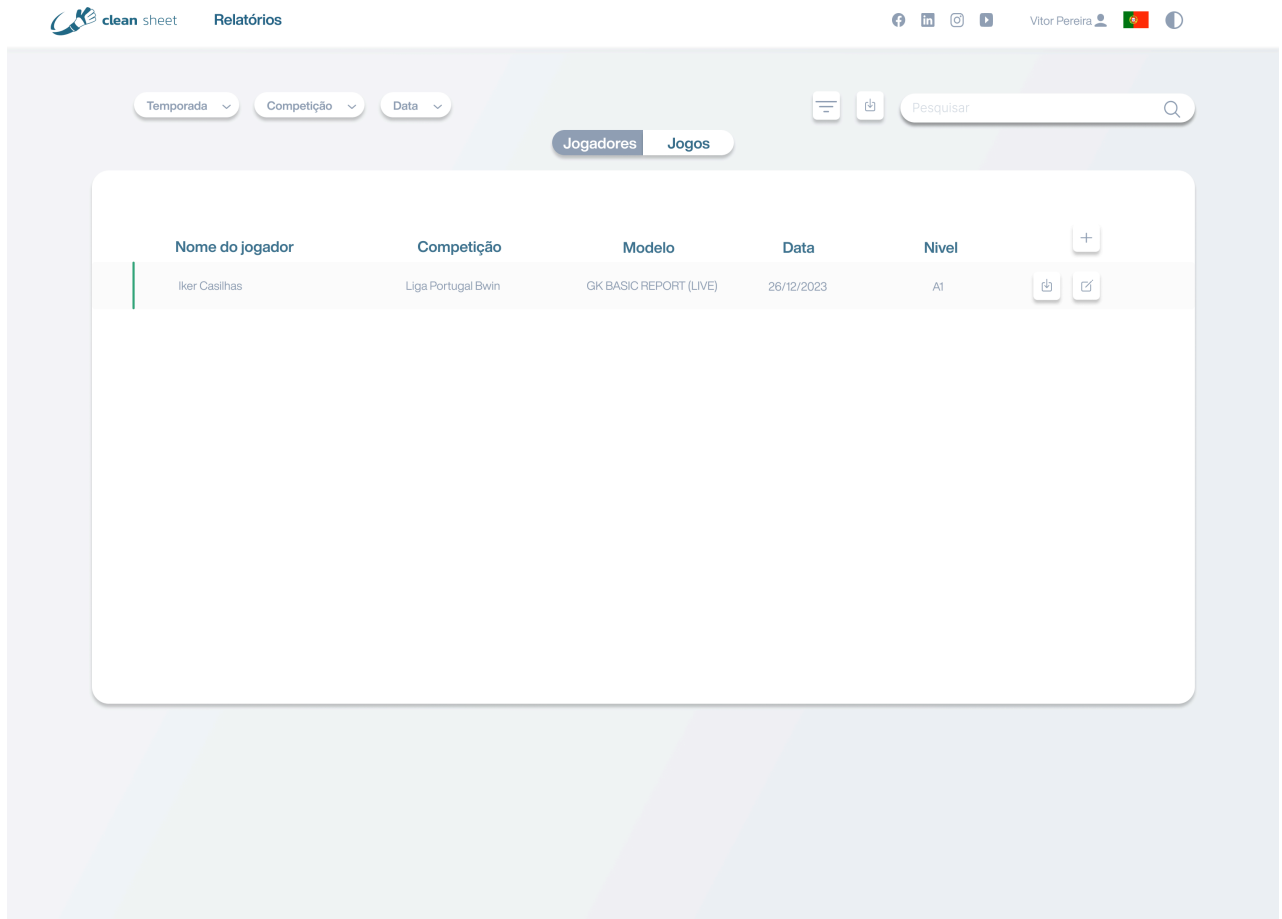 clean sheet Relatórios Vitor Pereira
Temporada Competição Data Pesquisar
Jogadores Jogos
Nome do jogador Competição Modelo Data Nivel
Iker Casilhas Liga Portugal Bwin GK BASIC REPORT (LIVE) 26/12/2023 A1